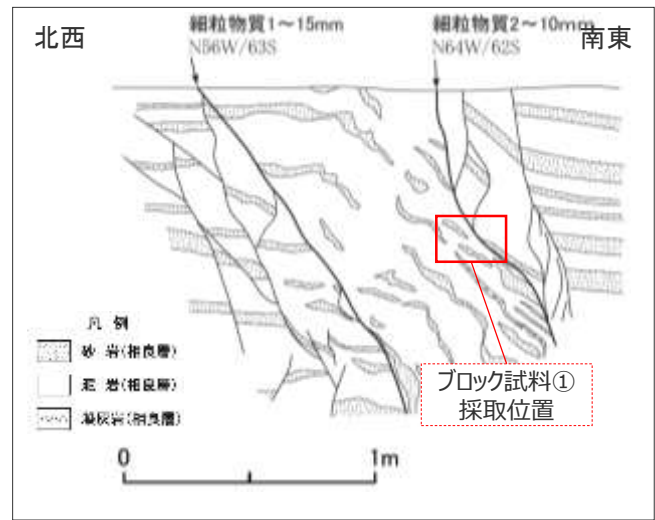 北西
細粒物質1～15mm
N56W/63S
細粒物質2～10mm
N64W/62S
南東
凡 例
砂 岩(相良層)
泥 岩(相良層)
凝灰岩(相良層)
ブロック試料①
採取位置
0
1m